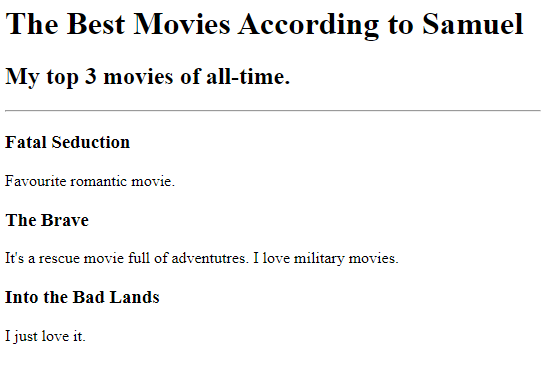 The Best Movies According to Samuel
My top 3 movies of all-time.
Fatal Seduction
Favourite romantic movie.
The Brave
It's a rescue movie full of adventutres. I love military movies.
Into the Bad Lands
I just love it.